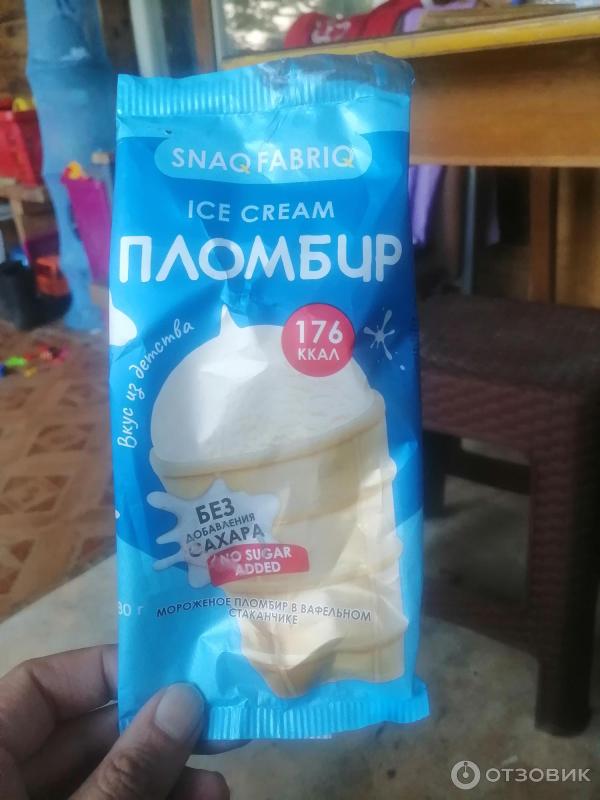 SNAQ FABRIQ
ICE CREAM
ПЛОМБИР
176
ККАЛ
Вкус из детства
БЕЗ
ДОБАВЛЕНИЯ
САХАРА
NO SUGAR
ADDED
80 г
МОРОЖЕНОЕ ПЛОМБИР В ВАФЕЛЬНОМ
СТАКАНЧИКЕ
ОТЗОВИК